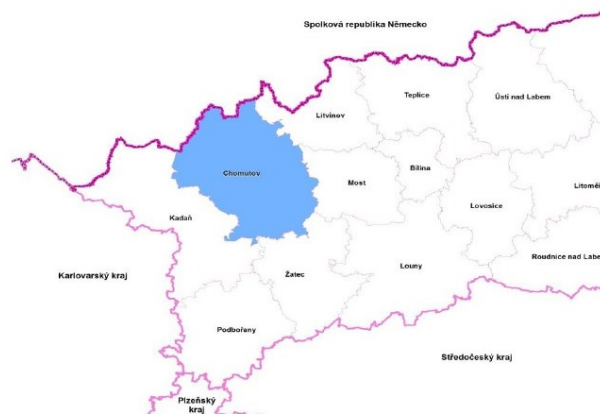 Spolková republika Německo
Teplice
Ústí nad Labem
Litvínov
Chomutov
Bílina
Most
Litoměř
Lovosice
Kadaň
Roudnice nad Labe
Louny
Karlovarský kraj
Žatec
Podbořany
Středočeský kraj
Plzeňský
kraj